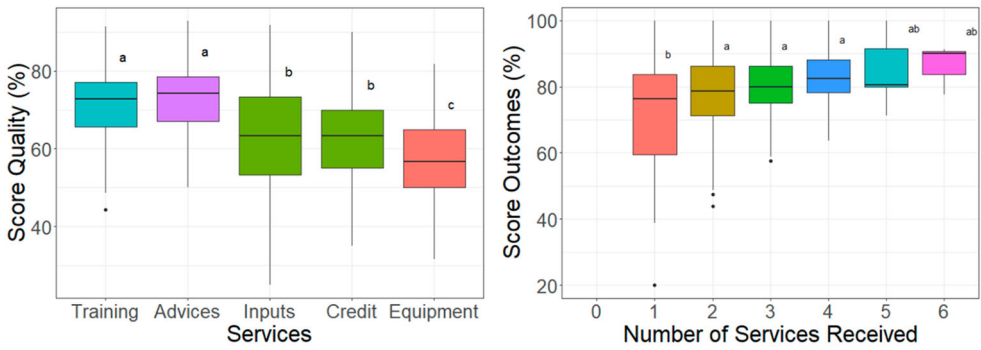 Score Quality (%)
80
60
40
a
a
b
b
c
Training Advices Inputs Credit Equipment
Services
Score Outcomes (%)
100
80
60
40
20
b
a
a
a
ab
ab
0 1 2 3 4 5 6
Number of Services Received